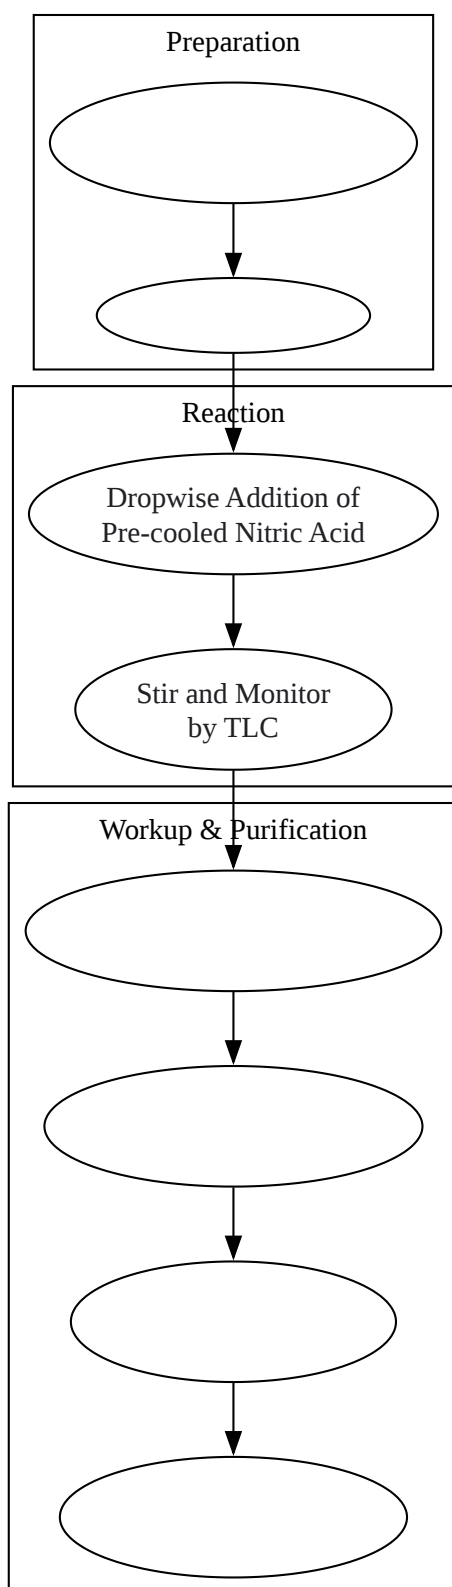 Preparation
Reaction
Dropwise Addition of
Pre-cooled Nitric Acid
Stir and Monitor
by TLC
Workup & Purification